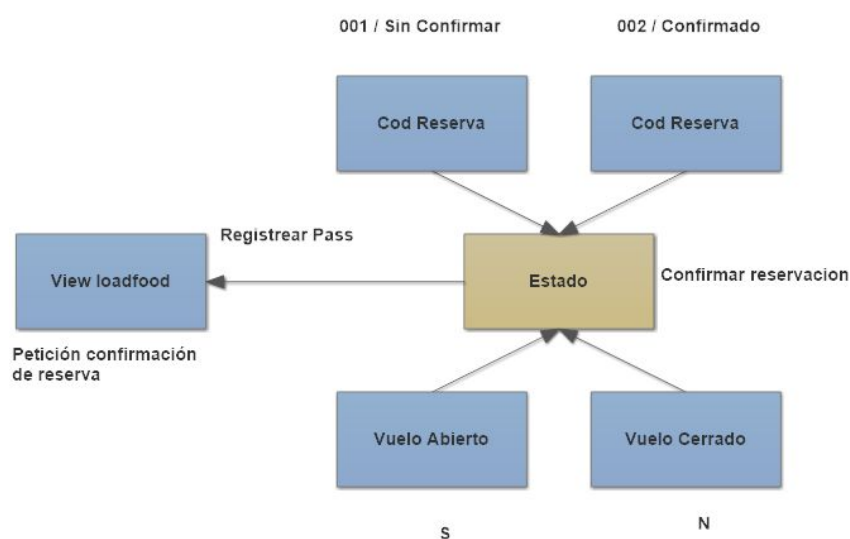 001 / Sin Confirmar
002 / Confirmado
Cod Reserva
Cod Reserva
Registrear Pass
View loadfood
Estado
Confirmar reservacion
Petición confirmación
de reserva
Vuelo Abierto
Vuelo Cerrado
S
N